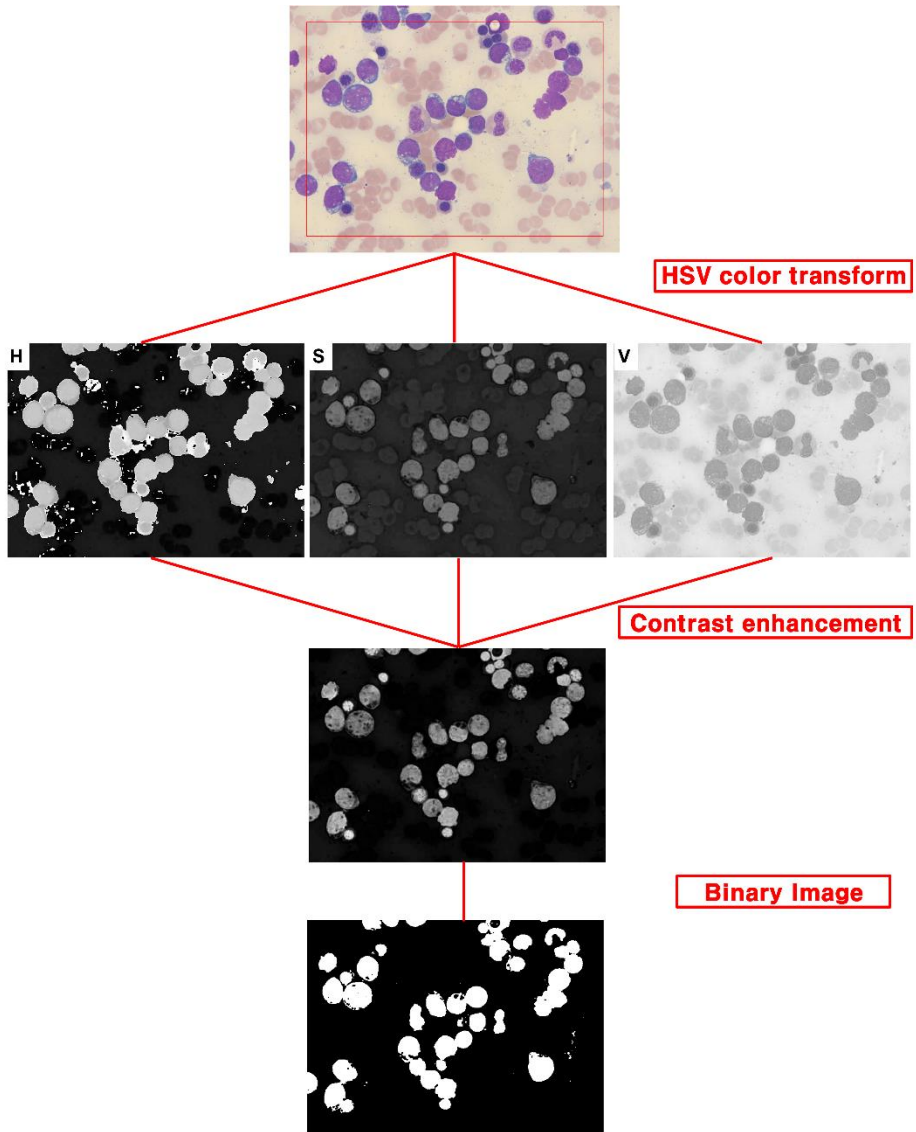 HSV color transform
H
S
V
Contrast enhancement
Binary Image